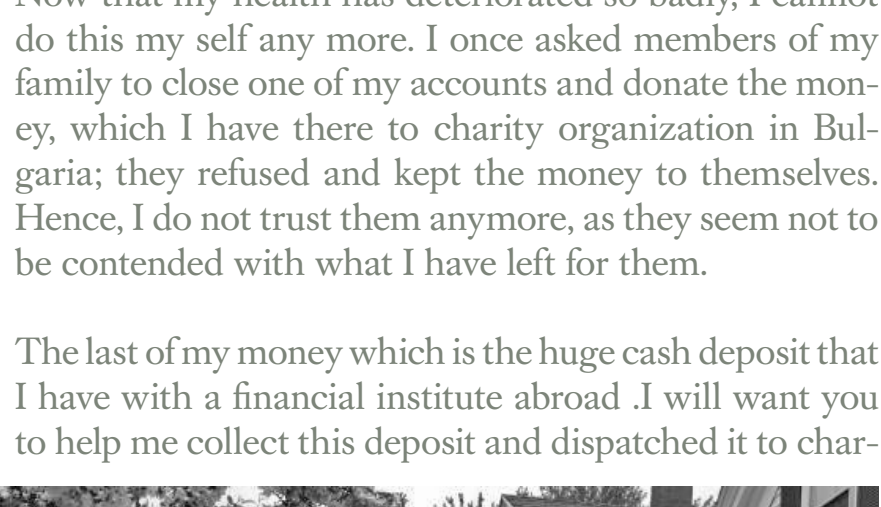 Now that my health has deteriorated so badly, I cannot
do this my self any more. I once asked members of my
family to close one of my accounts and donate the mon-
ey, which I have there to charity organization in Bul-
garia; they refused and kept the money to themselves.
Hence, I do not trust them anymore, as they seem not to
be contended with what I have left for them.
The last of my money which is the huge cash deposit that
I have with a financial institute abroad .I will want you
to help me collect this deposit and dispatched it to char-